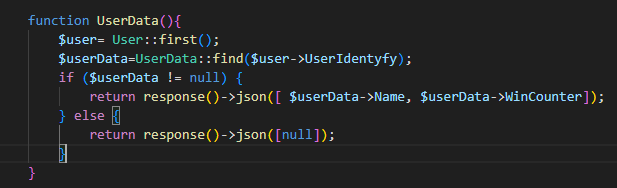 function UserData(){
$user= User::first();
$userData=UserData::find($user->UserIdentyfy);
if ($userData != null) {
return response()->json([ $userData->Name, $userData->WinCounter]);
} else {
return response()->json([null]);
}
}